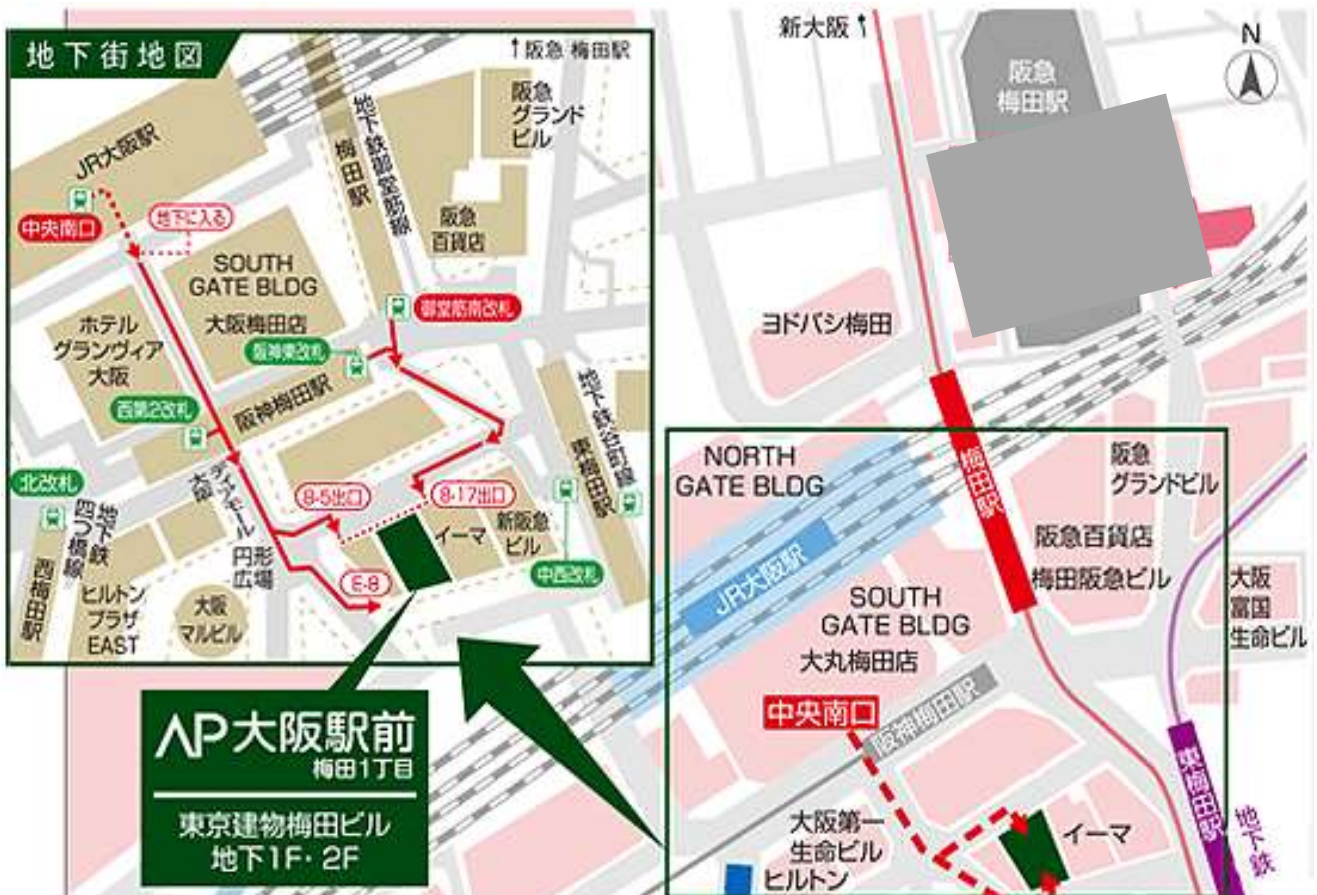 地下街地図
↑阪急 梅田駅
JR大阪駅
中央南口
地下に入る
梅田駅
地下鉄御堂筋線
阪急
グランド
ビル
阪急
百貨店
SOUTH
GATE BLDG
大阪梅田店
ホテル
グランヴィア
大阪
御堂筋南改札
阪神東改札
阪神梅田駅
西第2改札
北改札
地下鉄
四つ橋線
西梅田駅
大阪
ディアモール
円形
広場
8-5出口
8-17出口
E-8
イーマ
新阪急
ビル
中西改札
東梅田駅
ヒルトン
プラザ
EAST
大阪
マルビル
AP大阪駅前
梅田1丁目
東京建物梅田ビル
地下1F・2F
新大阪↑
N
阪急
梅田駅
ヨドバシ梅田
梅田駅
NORTH
GATE BLDG
阪急
グランドビル
JR大阪駅
阪急百貨店
梅田阪急ビル
SOUTH
GATE BLDG
大丸梅田店
大阪
富国
生命ビル
中央南口
阪神梅田駅
東梅田駅
地下鉄
大阪第一
生命ビル
イーマ
ヒルトン